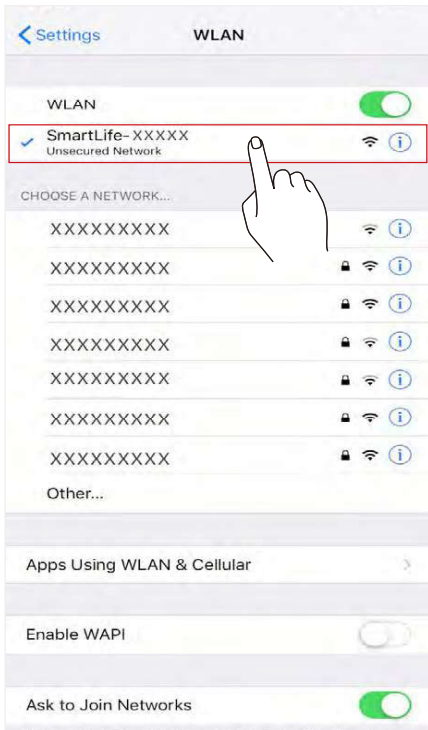 Settings WLAN
WLAN
SmartLife-XXXXX
Unsecured Network
CHOOSE A NETWORK...
XXXXXXXXX
XXXXXXXXX
XXXXXXXXX
XXXXXXXXX
XXXXXXXXX
XXXXXXXXX
XXXXXXXXX
Other...
Apps Using WLAN & Cellular
Enable WAPI
Ask to Join Networks